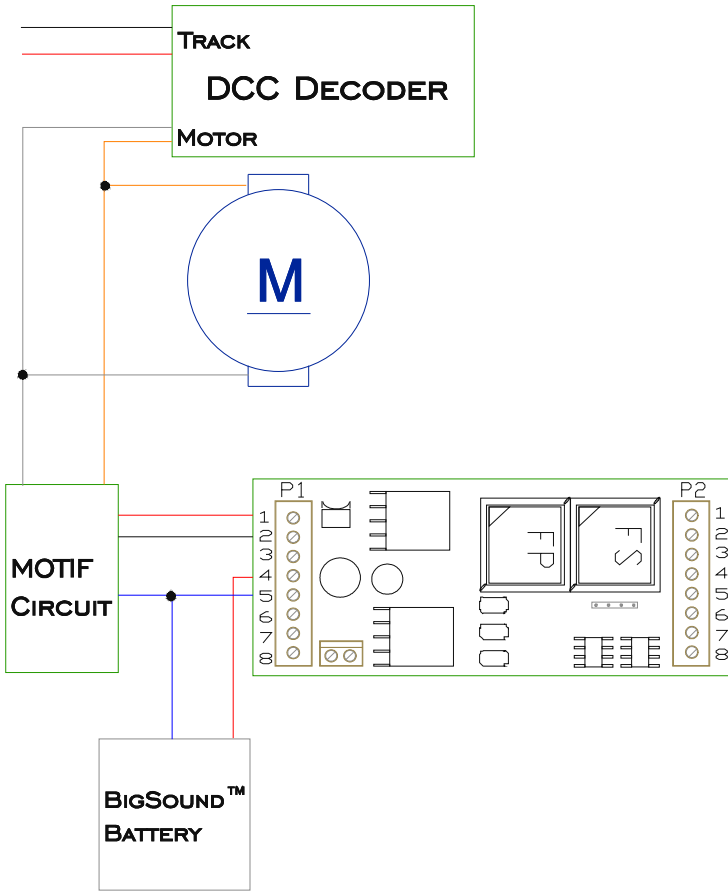 TRACK
DCC DECODER
MOTOR
M
P1
P2
1
2
3
4
5
6
7
8
FP
FS
1
2
3
4
5
6
7
8
MOTIF
CIRCUIT
BIGSOUND™
BATTERY